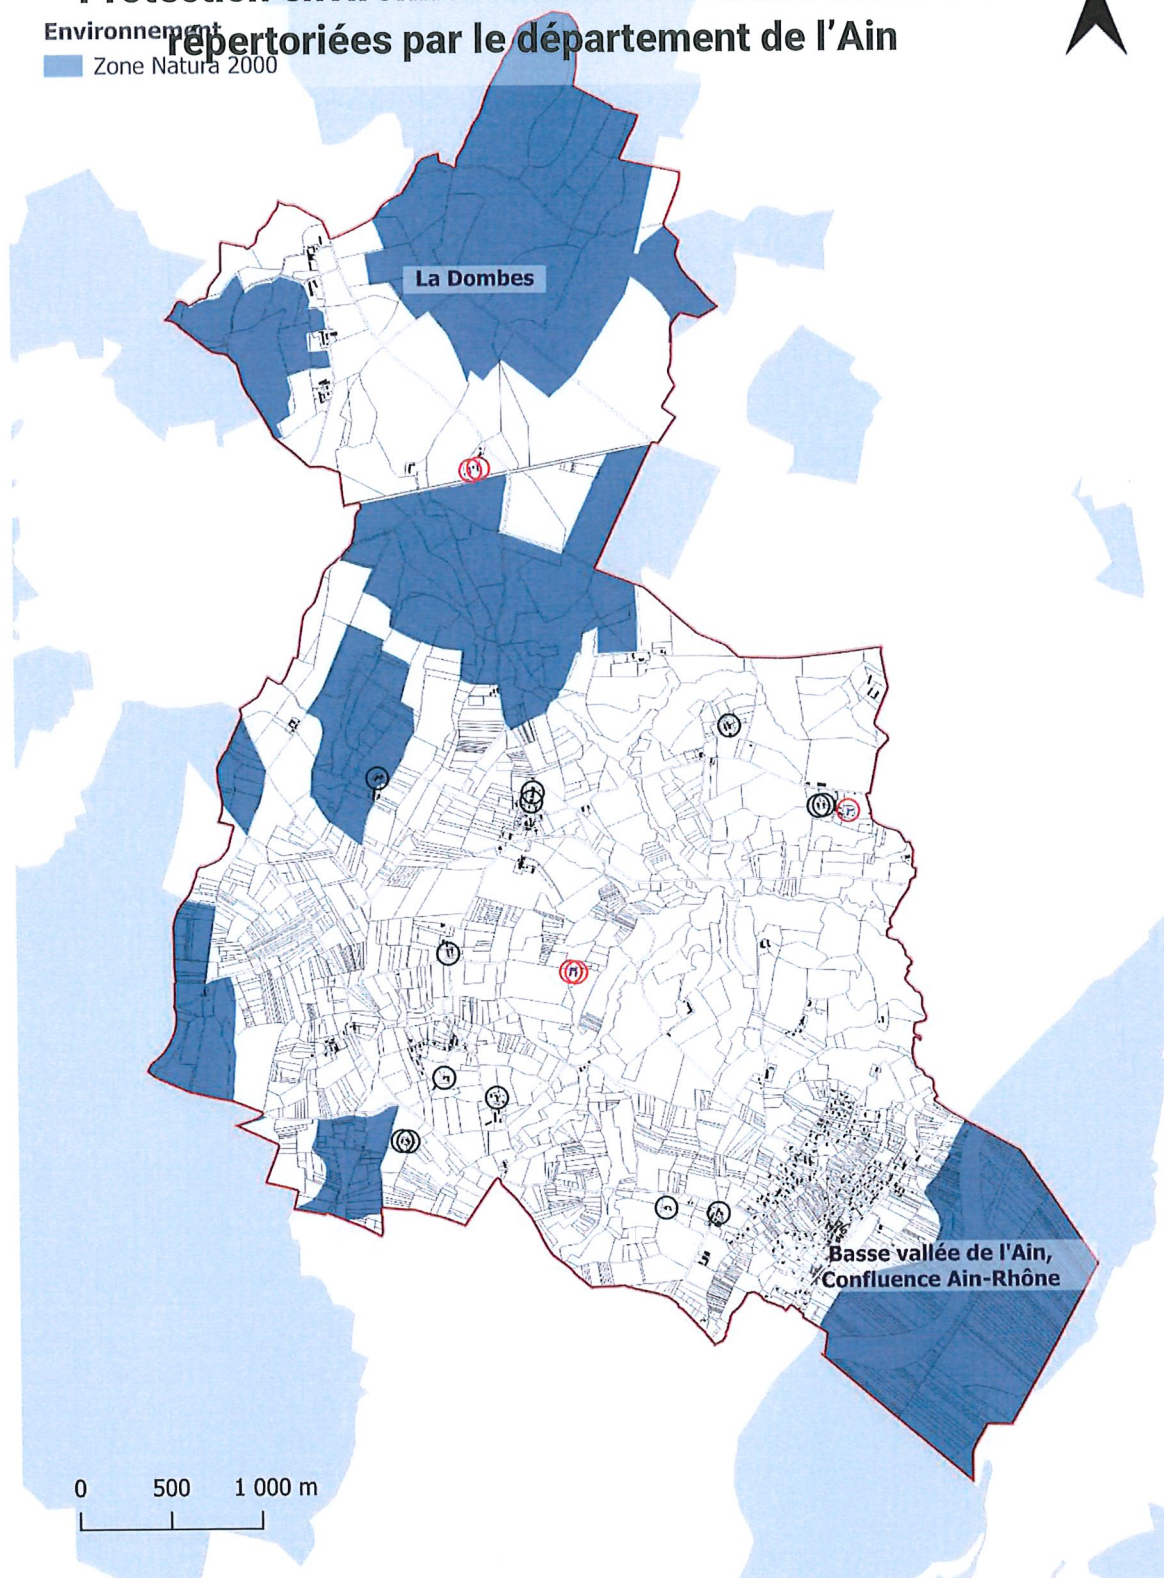 Environnement
répertoriées par le département de l'Ain
Zone Natura 2000
La Dombes
Basse vallée de l'Ain,
Confluence Ain-Rhône
0 500 1 000 m